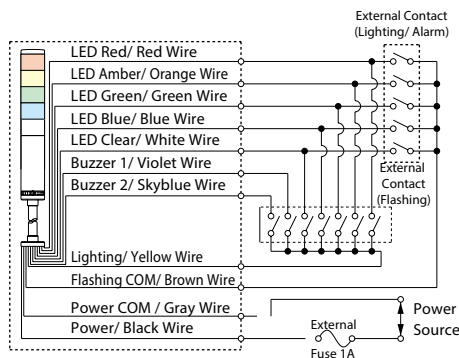 External Contact
(Lighting/ Alarm)
LED Red/ Red Wire
LED Amber/ Orange Wire
LED Green/ Green Wire
LED Blue/ Blue Wire
LED Clear/ White Wire
Buzzer 1/ Violet Wire
Buzzer 2/ Skyblue Wire
External
Contact
(Flashing)
Lighting/ Yellow Wire
Flashing COM/ Brown Wire
Power COM / Gray Wire
Power/ Black Wire
Power
Source
External
Fuse 1A